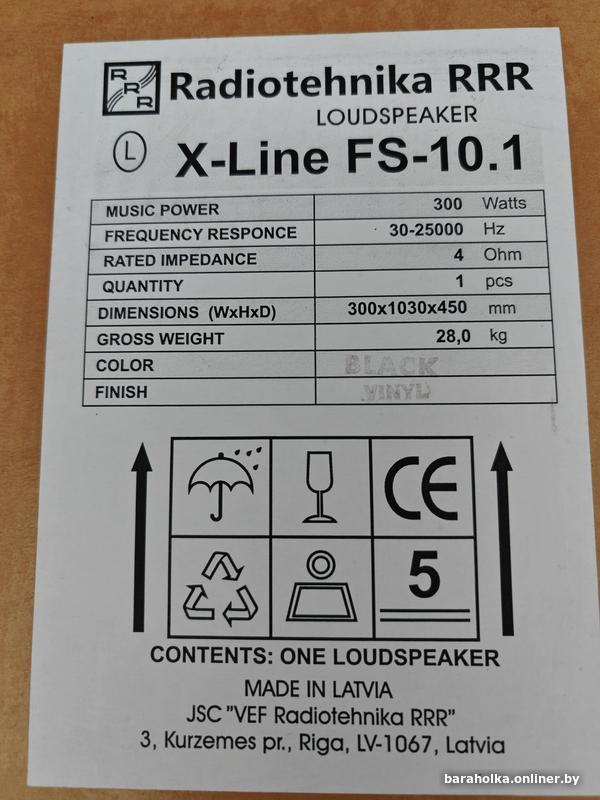 RRR Radiotehnika RRR
LOUDSPEAKER
L X-Line FS-10.1
MUSIC POWER 300 Watts
FREQUENCY RESPONCE 30-25000 Hz
RATED IMPEDANCE 4 Ohm
QUANTITY 1 pcs
DIMENSIONS (WxHxD) 300x1030x450 mm
GROSS WEIGHT 28,0 kg
COLOR BLACK
FINISH VINYL
CE
5
CONTENTS: ONE LOUDSPEAKER
MADE IN LATVIA
JSC "VEF Radiotehnika RRR"
3, Kurzemes pr., Riga, LV-1067, Latvia
baraholka.onliner.by